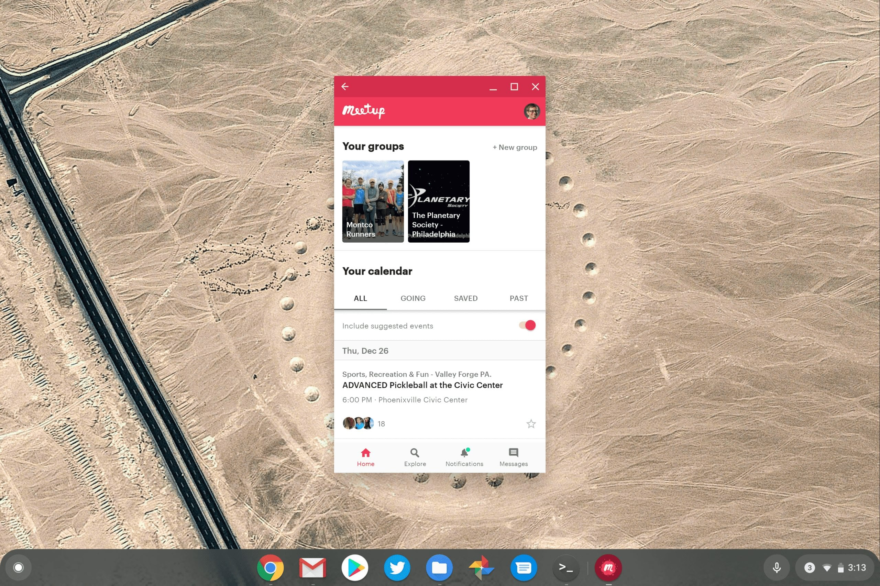 meetup
Your groups
+ New group
Montco
Runners
PLANETARY
SOCIETY
The Planetary
Society -
Philadelphia
Your calendar
ALL GOING SAVED PAST
Include suggested events
Thu, Dec 26
Sports, Recreation & Fun - Valley Forge PA.
ADVANCED Pickleball at the Civic Center
6:00 PM · Phoenixville Civic Center
18
Home Explore Notifications Messages
>_
m
3
3:13